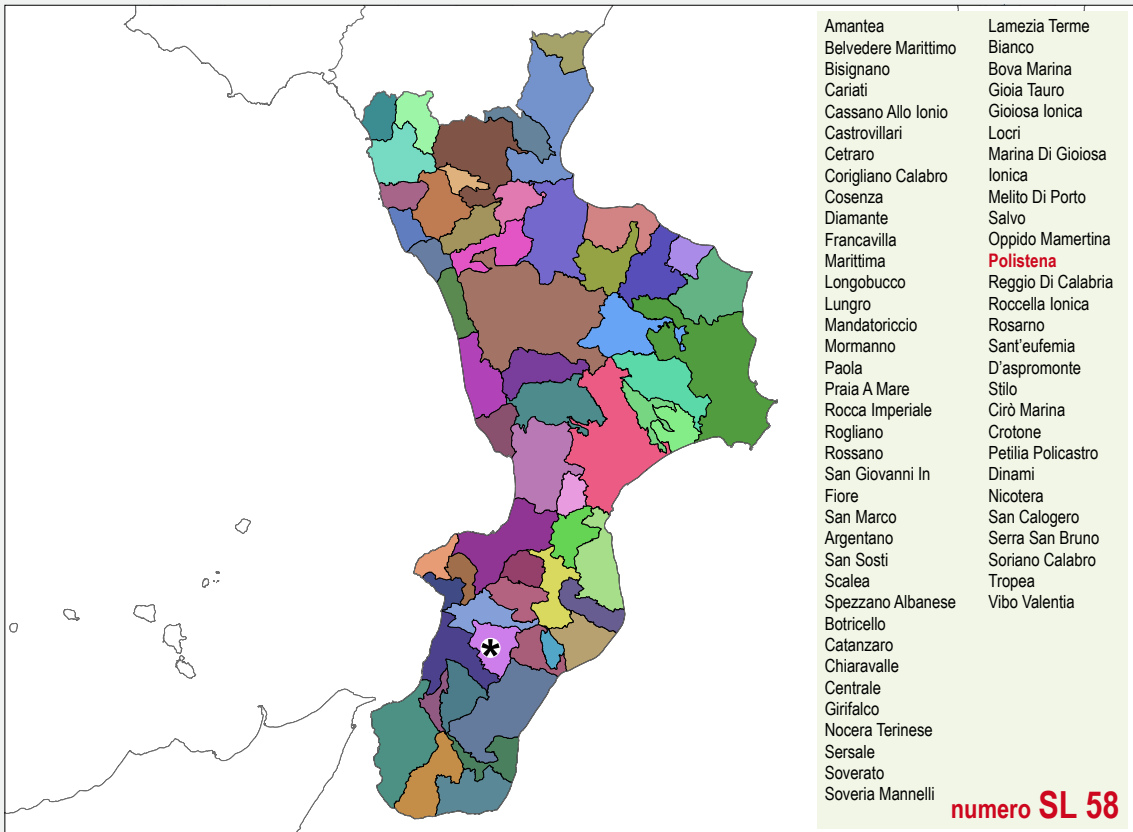 *
Amantea
Belvedere Marittimo
Bisignano
Cariati
Cassano Allo Ionio
Castrovillari
Cetraro
Corigliano Calabro
Cosenza
Diamante
Francavilla
Marittima
Longobucco
Lungro
Mandatoriccio
Mormanno
Paola
Praia A Mare
Rocca Imperiale
Rogliano
Rossano
San Giovanni In
Fiore
San Marco
Argentano
San Sosti
Scalea
Spezzano Albanese
Botricello
Catanzaro
Chiaravalle
Centrale
Girifalco
Nocera Terinese
Sersale
Soverato
Soveria Mannelli
Lamezia Terme
Bianco
Bova Marina
Gioia Tauro
Gioiosa Ionica
Locri
Marina Di Gioiosa
Ionica
Melito Di Porto
Salvo
Oppido Mamertina
Polistena
Reggio Di Calabria
Roccella Ionica
Rosarno
Sant'eufemia
D'aspromonte
Stilo
Cirò Marina
Crotone
Petilia Policastro
Dinami
Nicotera
San Calogero
Serra San Bruno
Soriano Calabro
Tropea
Vibo Valentia
numero SL 58